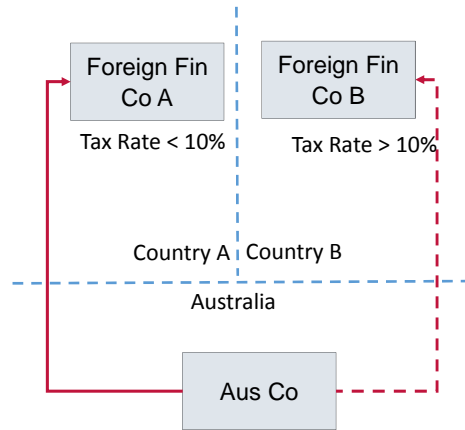 Foreign Fin
Co A
Foreign Fin
Co B
Tax Rate < 10%
Tax Rate > 10%
Country A
Country B
Australia
Aus Co